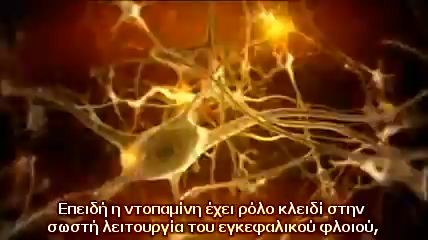 Επειδή η ντοπαμίνη έχει ρόλο κλειδί στην
σωστή λειτουργία του εγκεφαλικού φλοιού,